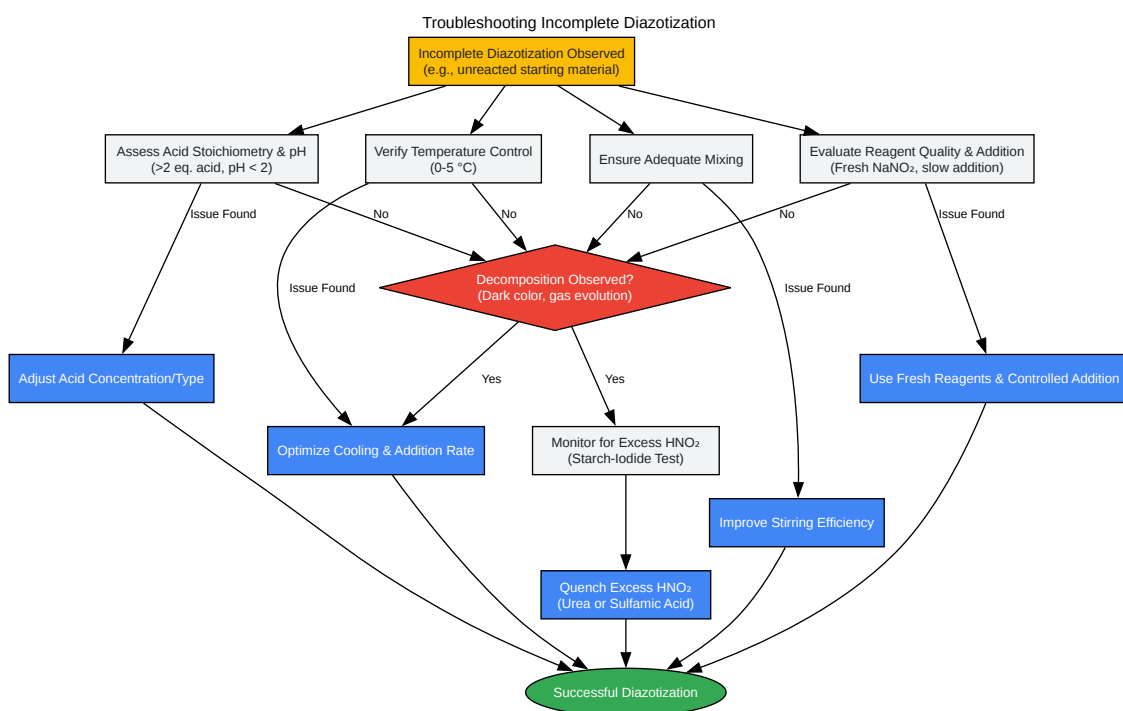 Troubleshooting Incomplete Diazotization
Incomplete Diazotization Observed
(e.g., unreacted starting material)
Assess Acid Stoichiometry & pH
(>2 eq. acid, pH < 2)
Verify Temperature Control
(0-5 °C)
Ensure Adequate Mixing
Evaluate Reagent Quality & Addition
(Fresh NaNO₂, slow addition)
Issue Found
No
No
No
No
Issue Found
Decomposition Observed?
(Dark color, gas evolution)
Issue Found
Issue Found
Adjust Acid Concentration/Type
Yes
Yes
Use Fresh Reagents & Controlled Addition
Optimize Cooling & Addition Rate
Monitor for Excess HNO₂
(Starch-Iodide Test)
Improve Stirring Efficiency
Quench Excess HNO₂
(Urea or Sulfamic Acid)
Successful Diazotization